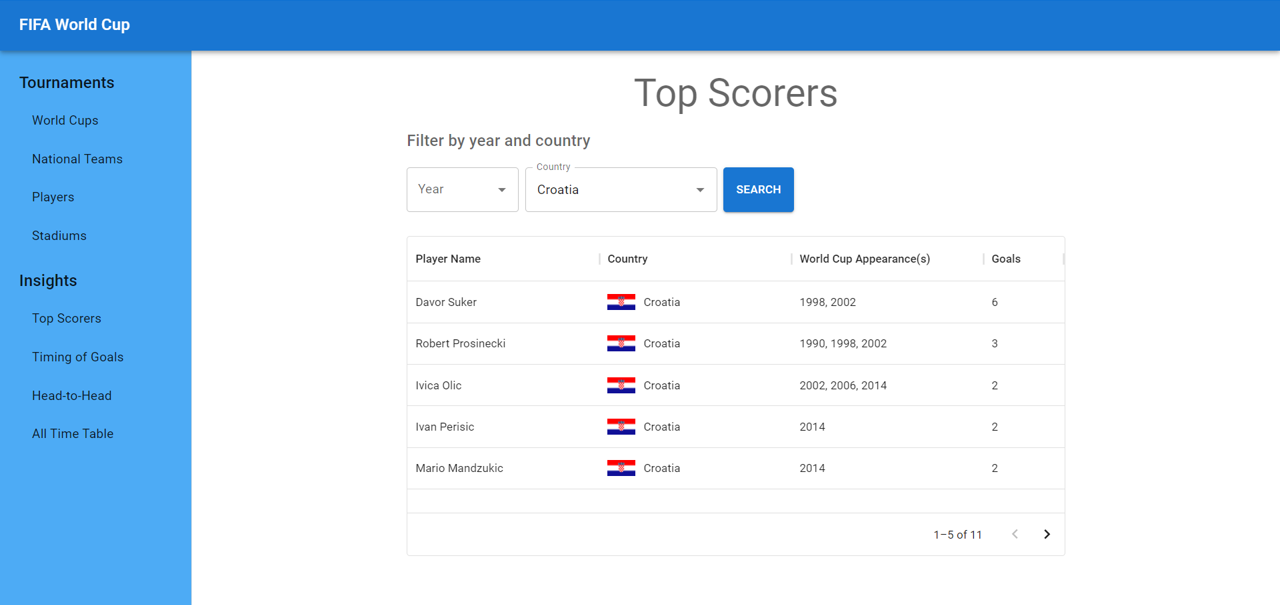 FIFA World Cup
Tournaments
World Cups
National Teams
Players
Stadiums
Insights
Top Scorers
Timing of Goals
Head-to-Head
All Time Table
Top Scorers
Filter by year and country
Year
Country
Croatia
SEARCH
Player Name Country World Cup Appearance(s) Goals
Davor Suker Croatia 1998, 2002 6
Robert Prosinecki Croatia 1990, 1998, 2002 3
Ivica Olic Croatia 2002, 2006, 2014 2
Ivan Perisic Croatia 2014 2
Mario Mandzukic Croatia 2014 2
1–5 of 11